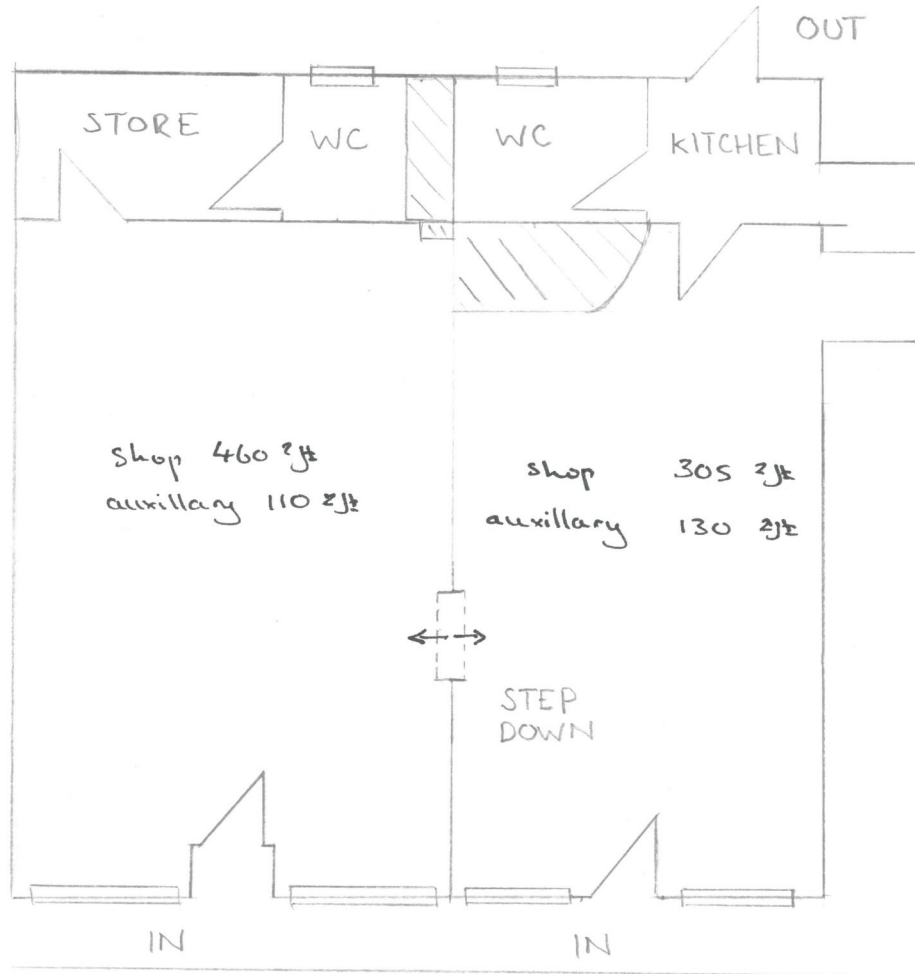 OUT
STORE
WC
WC
KITCHEN
shop 460 ²ft
auxillary 110 ²ft
shop 305 ²ft
auxillary 130 ²ft
STEP
DOWN
IN
IN